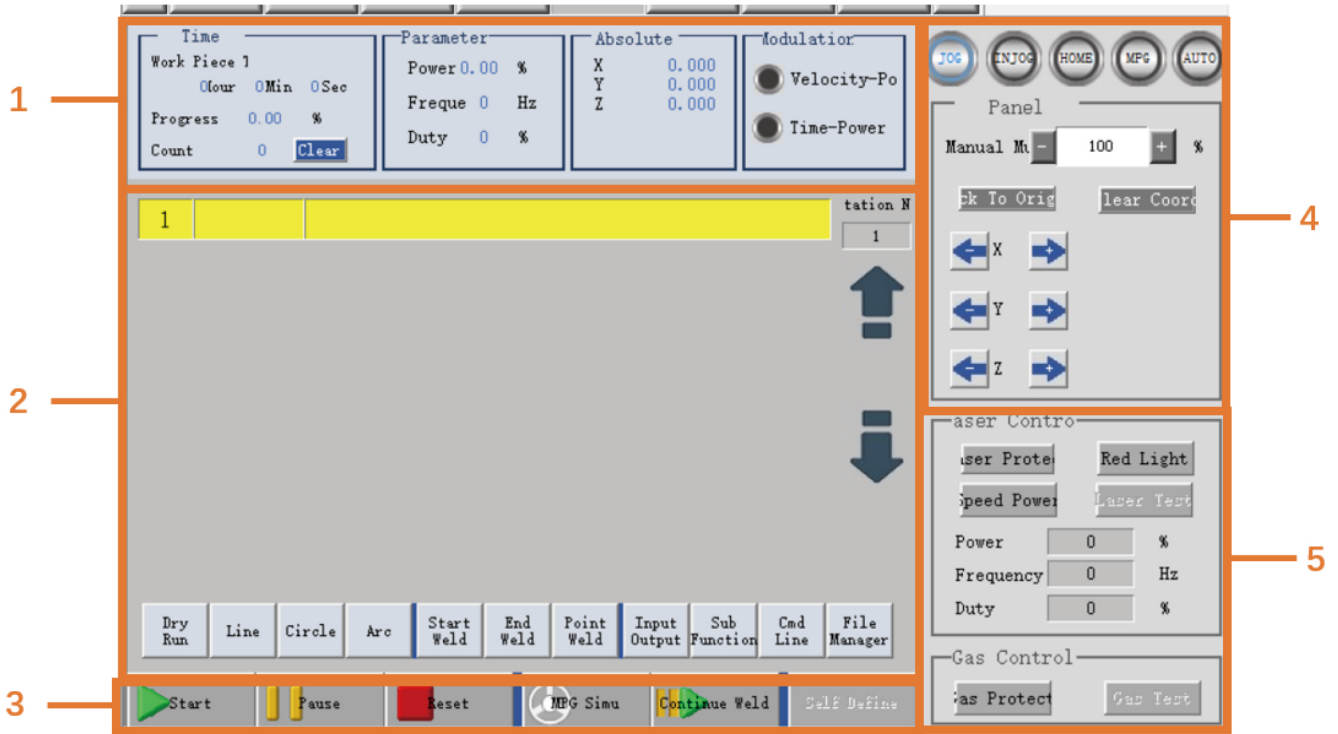 1
Time
Work Piece 1
0Hour 0Min 0Sec
Progress 0.00 %
Count 0 Clear
Parameter
Power 0.00 %
Freque 0 Hz
Duty 0 %
Absolute
X 0.000
Y 0.000
Z 0.000
Modulation
Velocity-Po
Time-Power
2
1
tation N
1
Dry Run
Line
Circle
Arc
Start Weld
End Weld
Point Weld
Input Output
Sub Function
Cmd Line
File Manager
3
Start
Pause
Reset
MPG Simu
Continue Weld
Self Define
JOG INJOG HOME MPG AUTO
Panel
Manual Mu - 100 + %
ck To Orig
lear Coord
X
Y
Z
4
aser Contro
ser Prote
Red Light
Speed Power
Laser Test
Power 0 %
Frequency 0 Hz
Duty 0 %
5
Gas Control
Gas Protect
Gas Test